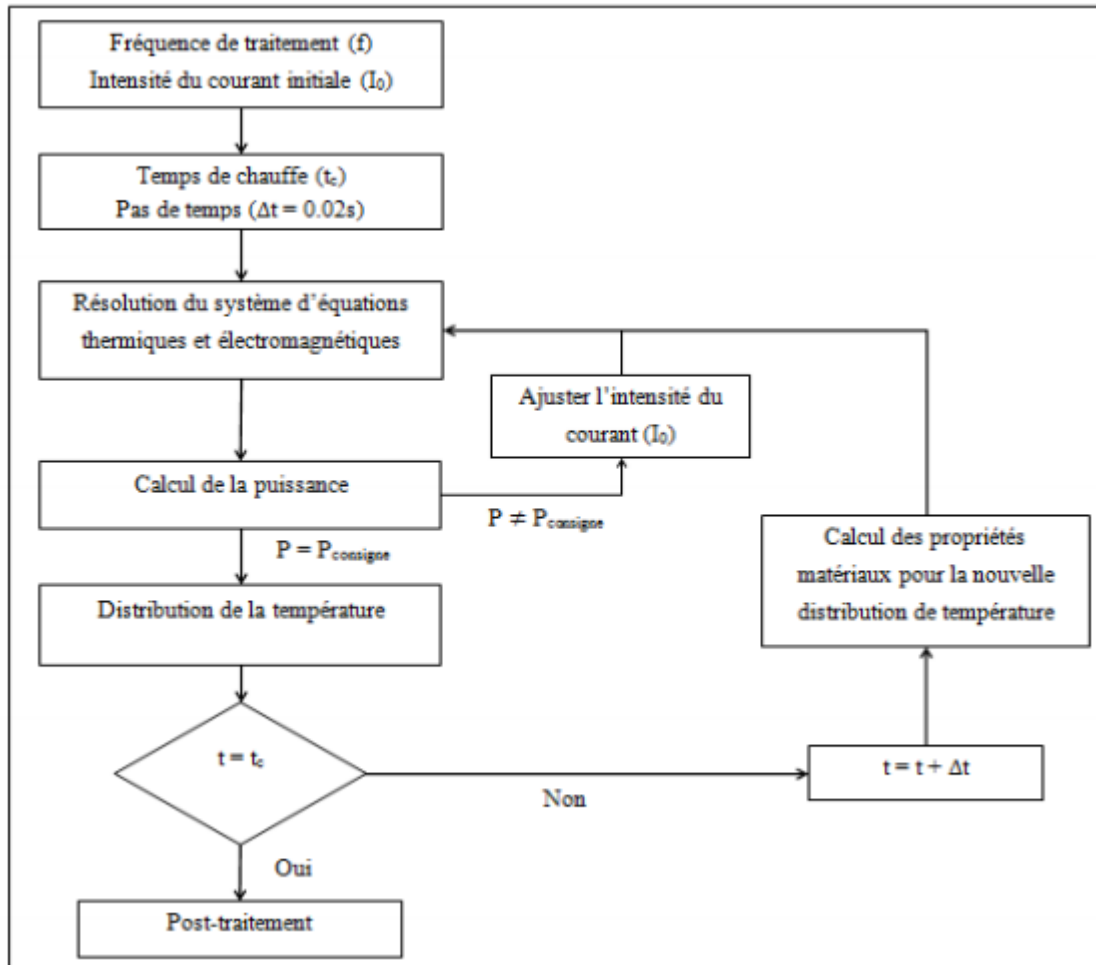 Fréquence de traitement (f)
Intensité du courant initiale (I₀)
Temps de chauffe (tc)
Pas de temps (Δt = 0.02s)
Résolution du système d'équations
thermiques et électromagnétiques
Ajuster l'intensité du
courant (I₀)
Calcul de la puissance
P ≠ Pconsigne
P = Pconsigne
Calcul des propriétés
matériaux pour la nouvelle
distribution de température
Distribution de la température
t = tc
Non
t = t + Δt
Oui
Post-traitement